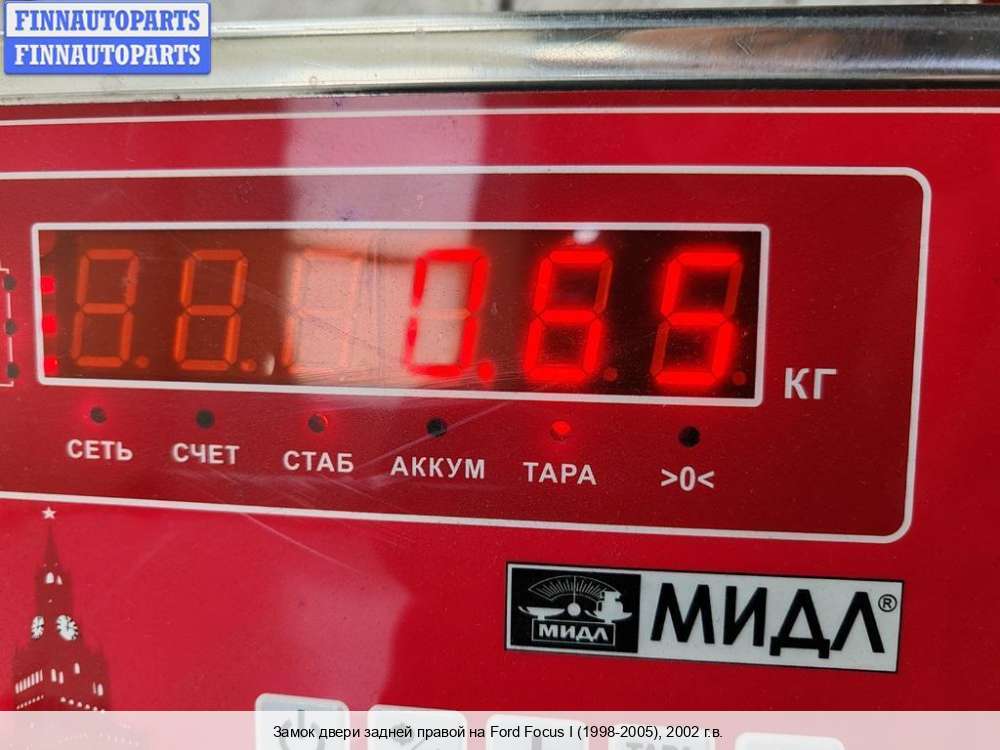 FINNAUTOPARTS
FINNAUTOPARTS
0.55
КГ
СЕТЬ СЧЕТ СТАБ АККУМ ТАРА >0<
МИДЛ МИДЛ®
Замок двери задней правой на Ford Focus I (1998-2005), 2002 г.в.